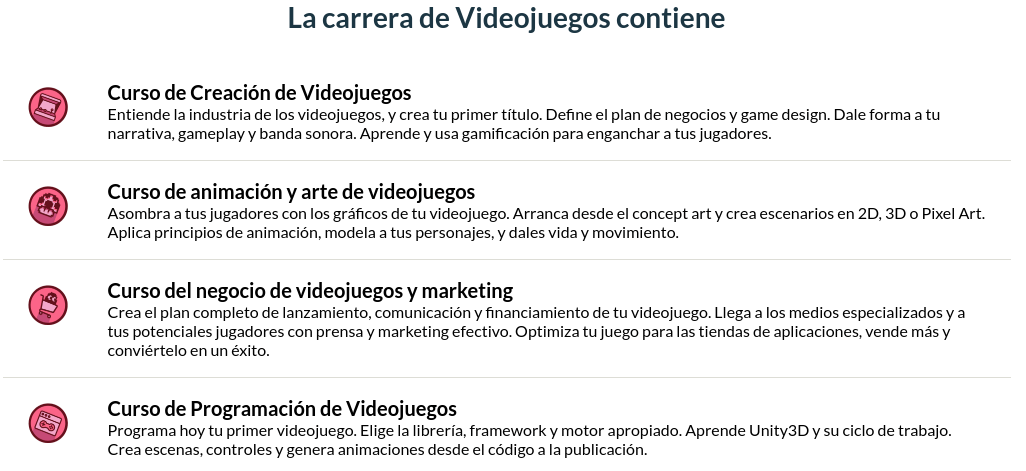 La carrera de Videojuegos contiene
Curso de Creación de Videojuegos
Entiende la industria de los videojuegos, y crea tu primer título. Define el plan de negocios y game design. Dale forma a tu
narrativa, gameplay y banda sonora. Aprende y usa gamificación para enganchar a tus jugadores.
Curso de animación y arte de videojuegos
Asombra a tus jugadores con los gráficos de tu videojuego. Arranca desde el concept art y crea escenarios en 2D, 3D o Pixel Art.
Aplica principios de animación, modela a tus personajes, y dales vida y movimiento.
Curso del negocio de videojuegos y marketing
Crea el plan completo de lanzamiento, comunicación y financiamiento de tu videojuego. Llega a los medios especializados y a
tus potenciales jugadores con prensa y marketing efectivo. Optimiza tu juego para las tiendas de aplicaciones, vende más y
conviértelo en un éxito.
Curso de Programación de Videojuegos
Programa hoy tu primer videojuego. Elige la librería, framework y motor apropiado. Aprende Unity3D y su ciclo de trabajo.
Crea escenas, controles y genera animaciones desde el código a la publicación.